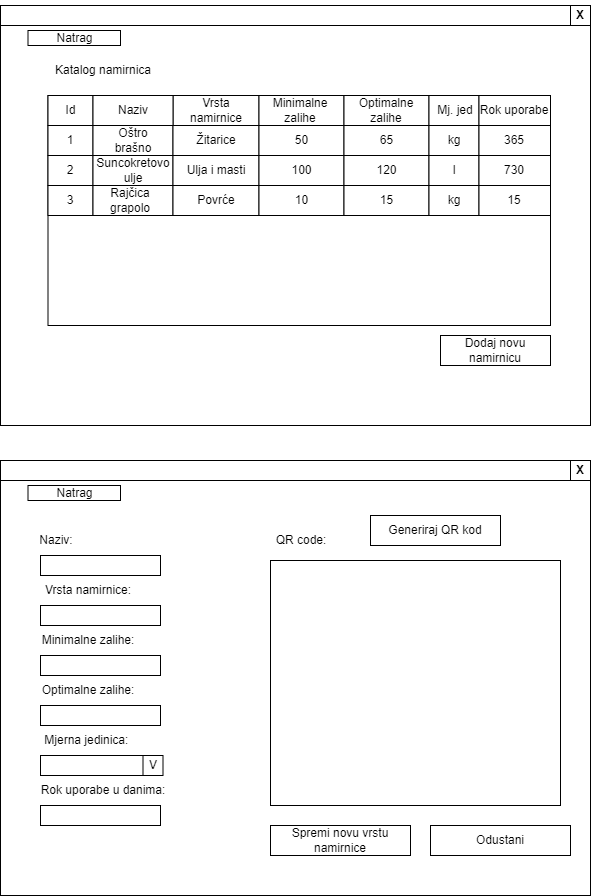 X
Natrag
Katalog namirnica
Id Naziv Vrsta namirnice Minimalne zalihe Optimalne zalihe Mj. jed Rok uporabe
1 Oštro brašno Žitarice 50 65 kg 365
2 Suncokretovo ulje Ulja i masti 100 120 l 730
3 Rajčica grapolo Povrće 10 15 kg 15
Dodaj novu
namirnicu
X
Natrag
Generiraj QR kod
Naziv:
QR code:
Vrsta namirnice:
Minimalne zalihe:
Optimalne zalihe:
Mjerna jedinica:
V
Rok uporabe u danima:
Spremi novu vrstu
namirnice
Odustani